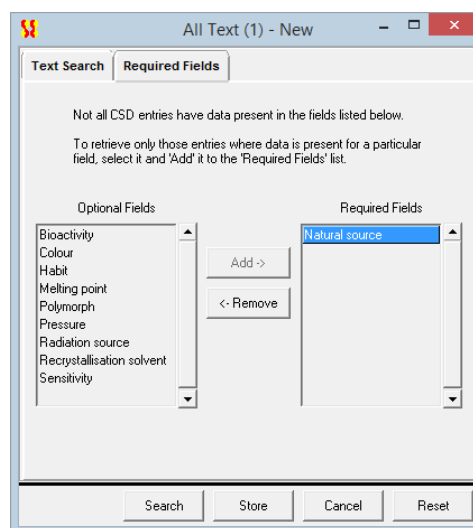 All Text (1) - New
Text Search
Required Fields
Not all CSD entries have data present in the fields listed below.
To retrieve only those entries where data is present for a particular
field, select it and 'Add' it to the 'Required Fields' list.
Optional Fields
Required Fields
Bioactivity
Colour
Habit
Melting point
Polymorph
Pressure
Radiation source
Recrystallisation solvent
Sensitivity
Add ->
<- Remove
Natural source
Search
Store
Cancel
Reset